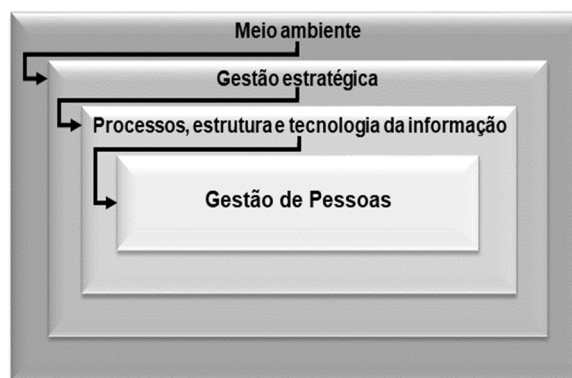 Meio ambiente
Gestão estratégica
Processos, estrutura e tecnologia da informação
Gestão de Pessoas